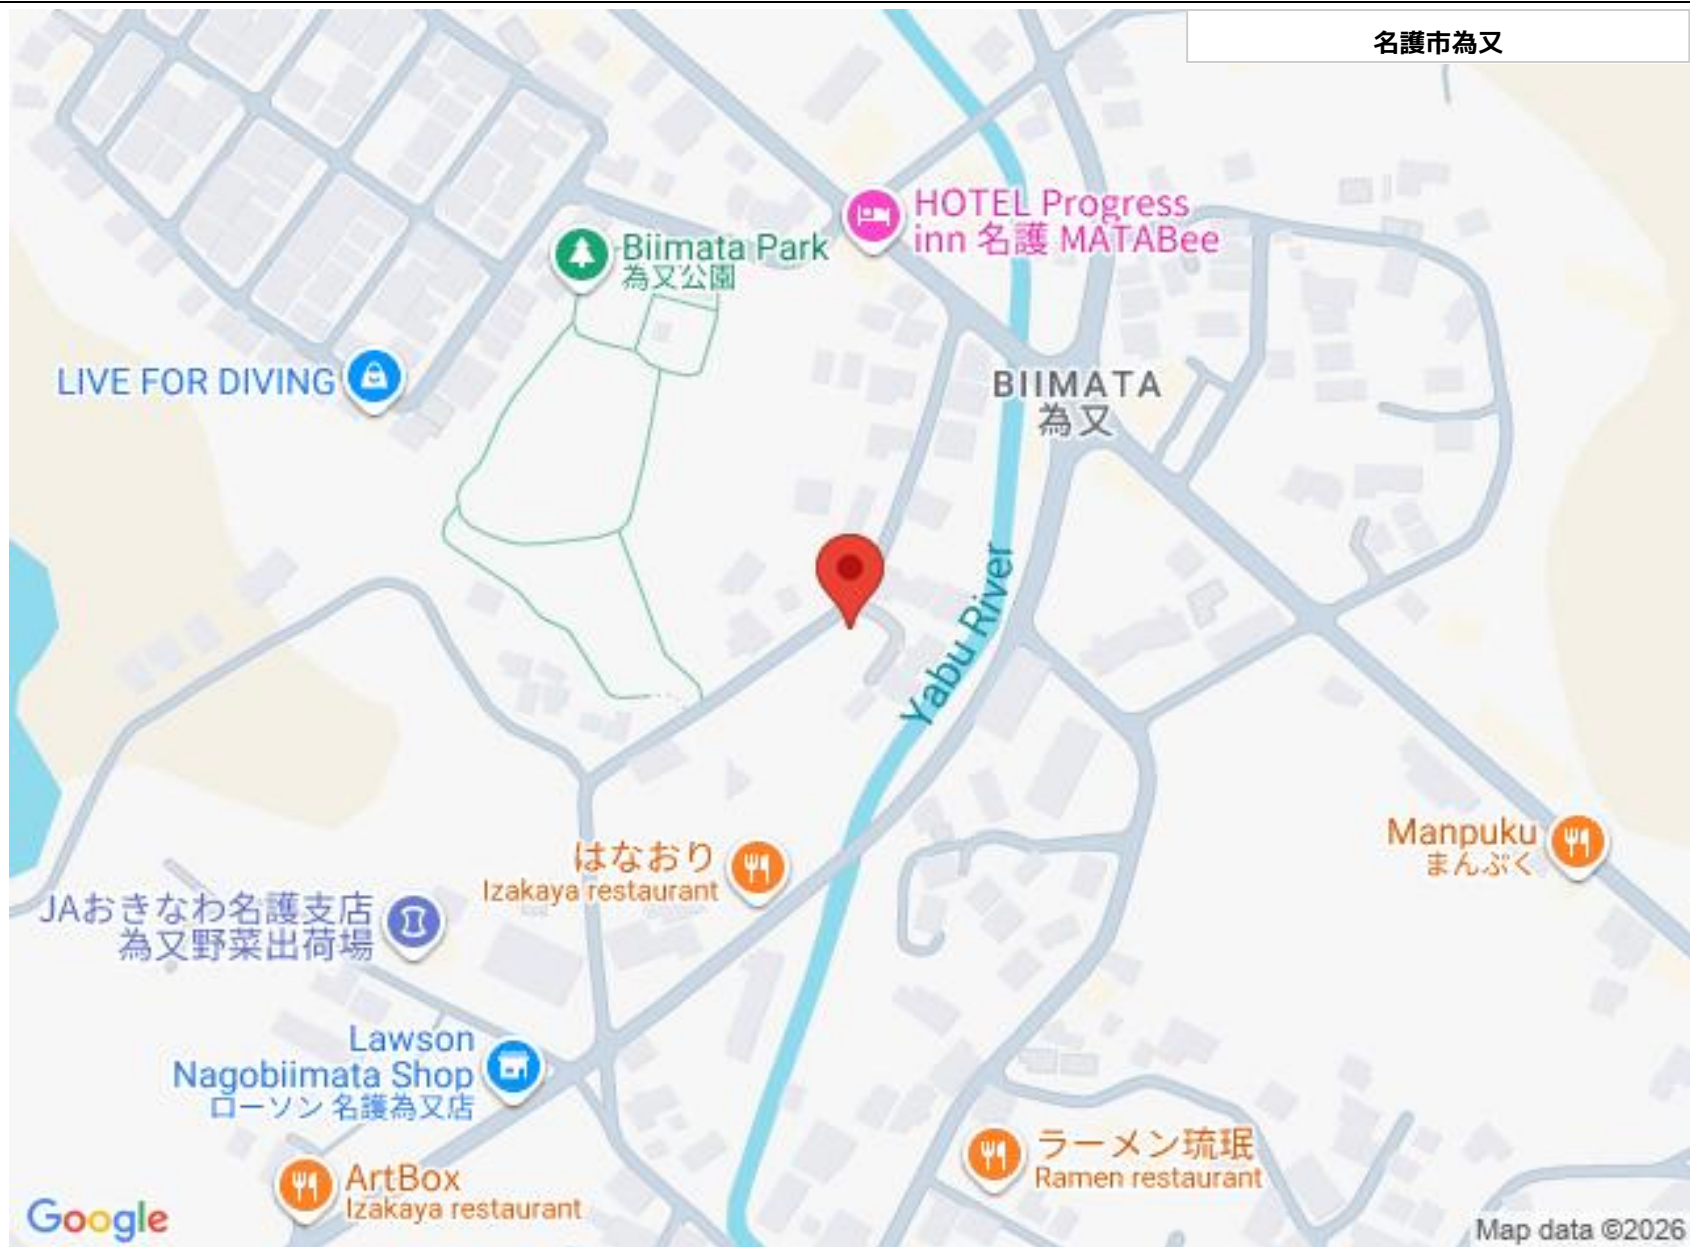 名護市為又
HOTEL Progress
inn 名護 MATABee
Biimata Park
為又公園
LIVE FOR DIVING
BIIMATA
為又
Yabu River
Manpuku
まんぷく
はなおり
Izakaya restaurant
JAおきなわ名護支店
為又野菜出荷場
Lawson
Nagobiimata Shop
ローソン 名護為又店
ラーメン琉珉
Ramen restaurant
ArtBox
Izakaya restaurant
Google
Map data ©2026